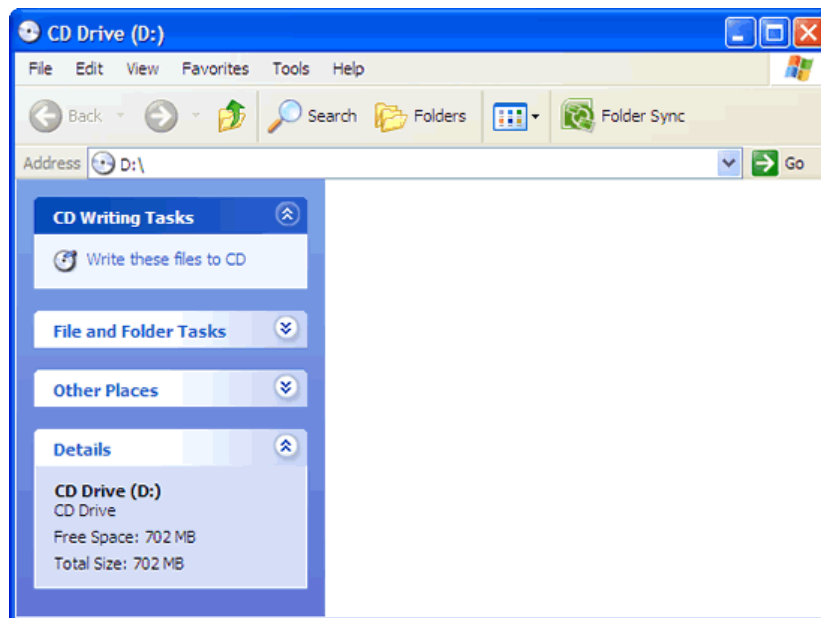 CD Drive (D:)
File Edit View Favorites Tools Help
Back Search Folders Folder Sync
Address D:\ Go
CD Writing Tasks
Write these files to CD
File and Folder Tasks
Other Places
Details
CD Drive (D:)
CD Drive
Free Space: 702 MB
Total Size: 702 MB